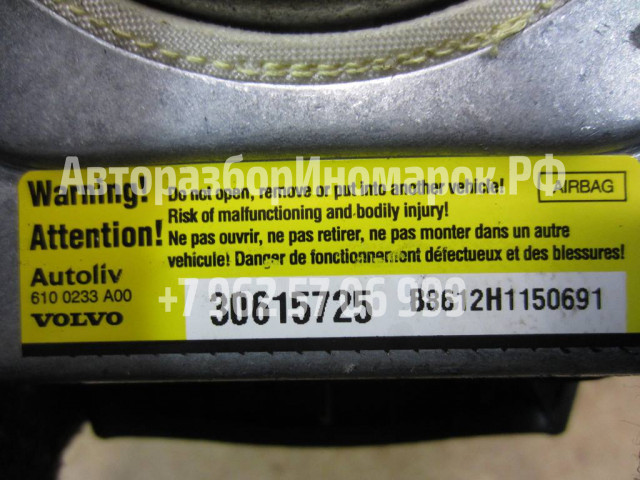 АвторазборИномарок.РФ
Warning! Do not open, remove or put into another vehicle! AIRBAG
Risk of malfunctioning and bodily injury!
Attention! Ne pas ouvrir, ne pas retirer, ne pas monter dans un autre
vehicule! Danger de fonctionnement défectueux et des blessures!
Autoliv
610 0233 A00
VOLVO
30615725 B8612H1150691